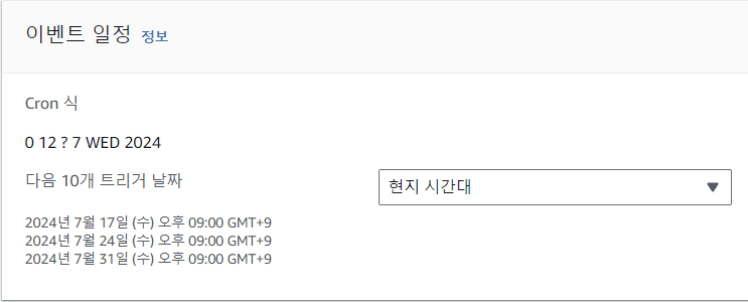 이벤트 일정 정보
Cron 식
0 12 ? 7 WED 2024
다음 10개 트리거 날짜
현지 시간대
2024년 7월 17일 (수) 오후 09:00 GMT+9
2024년 7월 24일 (수) 오후 09:00 GMT+9
2024년 7월 31일 (수) 오후 09:00 GMT+9